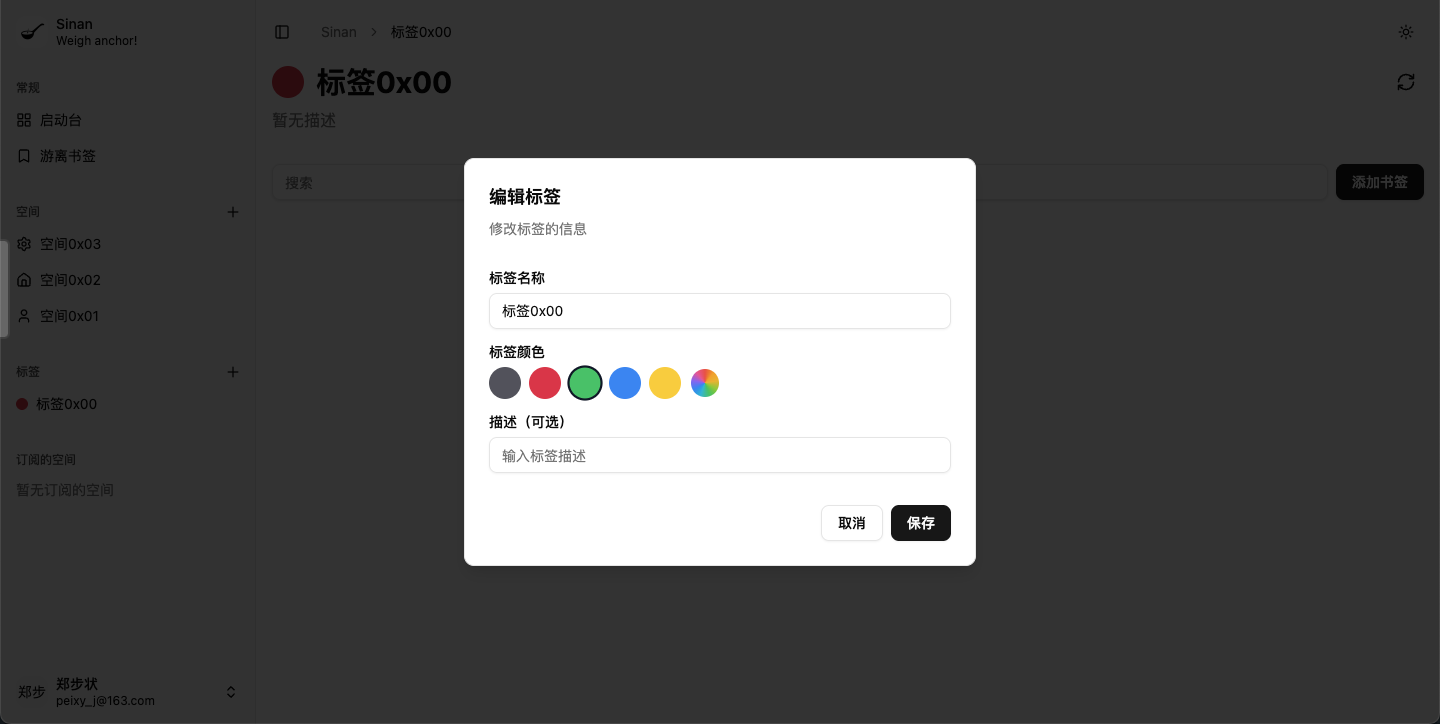 Sinan
Weigh anchor!
常规
启动台
游离书签
空间
空间0x03
空间0x02
空间0x01
标签
标签0x00
订阅的空间
暂无订阅的空间
郑步
郑步状
peixy_j@163.com
Sinan
标签0x00
标签0x00
暂无描述
搜索
添加书签
编辑标签
修改标签的信息
标签名称
标签0x00
标签颜色
描述（可选）
输入标签描述
取消
保存